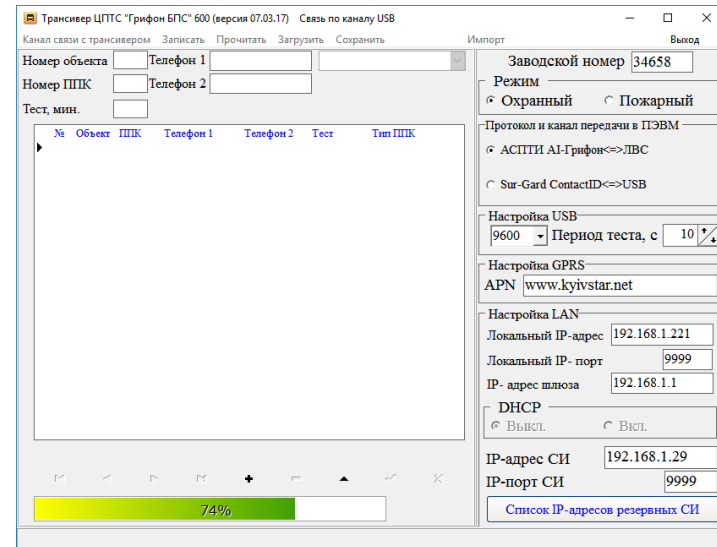 Трансивер ЦПТС "Грифон БПС" 600 (версия 07.03.17) Связь по каналу USB
Канал связи с трансивером Записать Прочитать Загрузить Сохранить Импорт Выход
Номер объекта Телефон 1
Номер ППК Телефон 2
Тест, мин.
№ Объект ППК Телефон 1 Телефон 2 Тест Тип ППК
74%
Заводской номер 34658
Режим
Охранный Пожарный
Протокол и канал передачи в ПЭВМ
АСПТИ AI-Грифон<=>ЛВС
Sur-Gard ContactID<=>USB
Настройка USB
9600 Период теста, с 10
Настройка GPRS
APN www.kyivstar.net
Настройка LAN
Локальный IP-адрес 192.168.1.221
Локальный IP- порт 9999
IP- адрес шлюза 192.168.1.1
DHCP
Выкл. Вкл.
IP-адрес СИ 192.168.1.29
IP-порт СИ 9999
Список IP-адресов резервных СИ